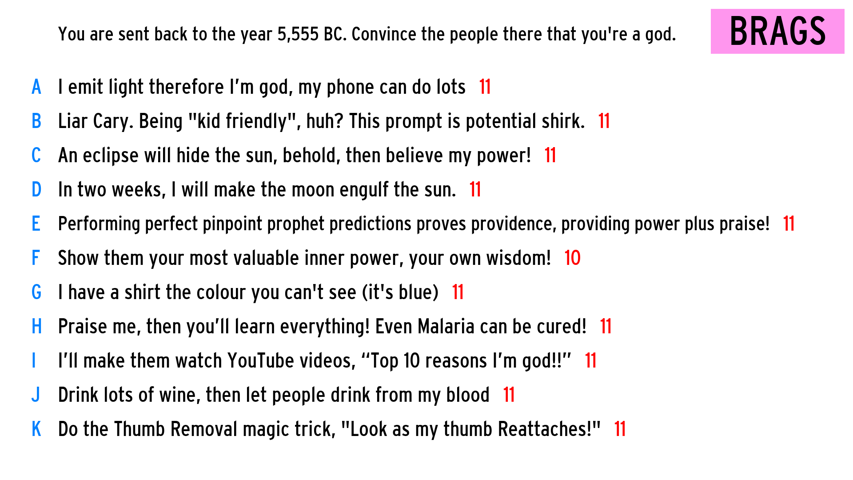 You are sent back to the year 5,555 BC. Convince the people there that you're a god.
BRAGS
A I emit light therefore I’m god, my phone can do lots 11
B Liar Cary. Being "kid friendly", huh? This prompt is potential shirk. 11
C An eclipse will hide the sun, behold, then believe my power! 11
D In two weeks, I will make the moon engulf the sun. 11
E Performing perfect pinpoint prophet predictions proves providence, providing power plus praise! 11
F Show them your most valuable inner power, your own wisdom! 10
G I have a shirt the colour you can't see (it's blue) 11
H Praise me, then you’ll learn everything! Even Malaria can be cured! 11
I I’ll make them watch YouTube videos, “Top 10 reasons I’m god!!” 11
J Drink lots of wine, then let people drink from my blood 11
K Do the Thumb Removal magic trick, "Look as my thumb Reattaches!" 11